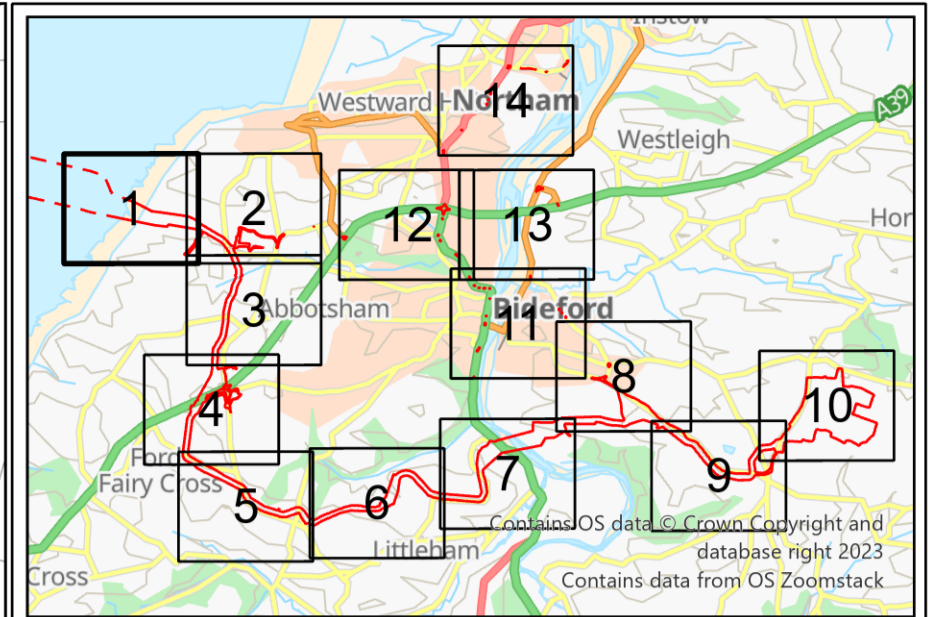 Instow
Westward H
Northam
14
A39
Westleigh
1
2
12
13
Hor
3
Abbotsham
Bideford
11
8
4
10
Ford
Fairy Cross
5
6
7
9
Littleham
Cross
Contains OS data © Crown Copyright and
database right 2023
Contains data from OS Zoomstack